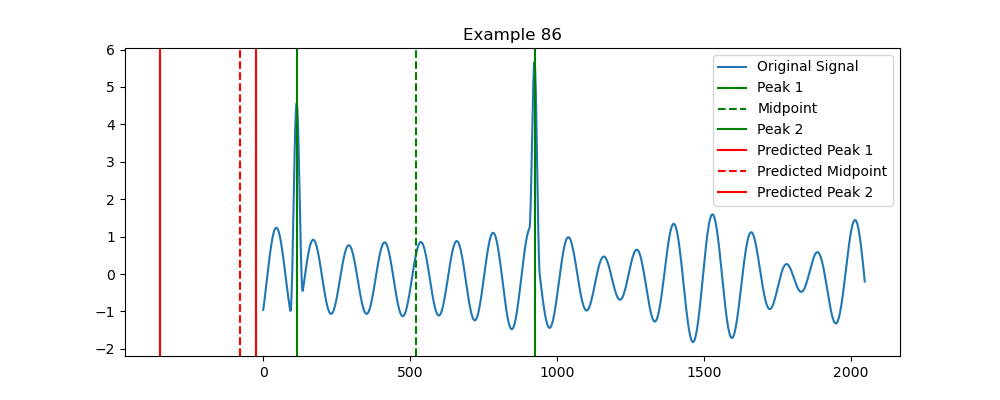 Example 86
6
5
4
3
2
1
0
−1
−2
0
500
1000
1500
2000
Original Signal
Peak 1
Midpoint
Peak 2
Predicted Peak 1
Predicted Midpoint
Predicted Peak 2